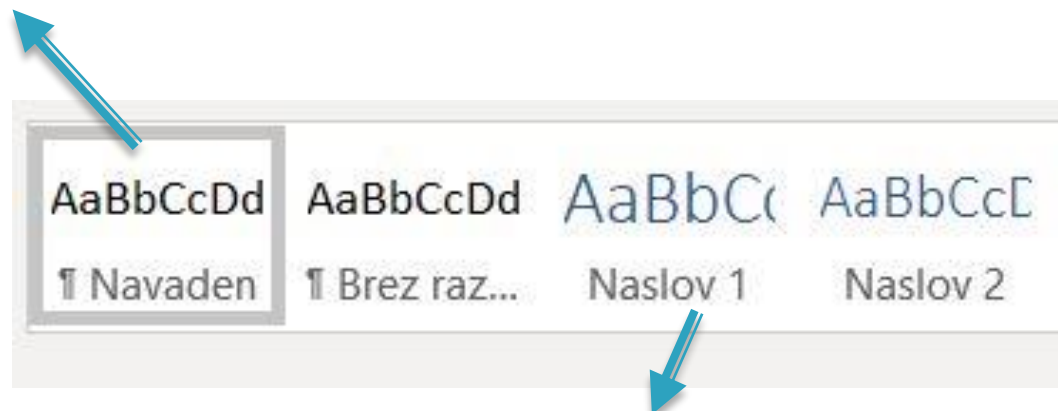 AaBbCcDd AaBbCcDd AaBbC( AaBbCcD
¶ Navaden ¶ Brez raz... Naslov 1 Naslov 2